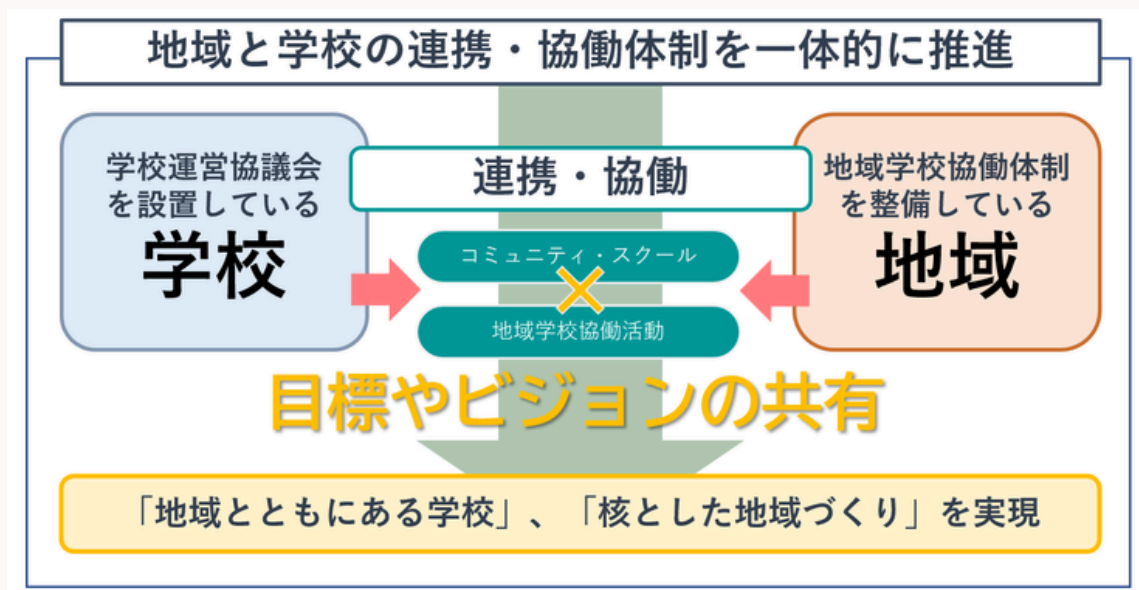 地域と学校の連携・協働体制を一体的に推進
学校運営協議会
を設置している
学校
連携・協働
コミュニティ・スクール
×
地域学校協働活動
地域学校協働体制
を整備している
地域
目標やビジョンの共有
「地域とともにある学校」、「核とした地域づくり」を実現